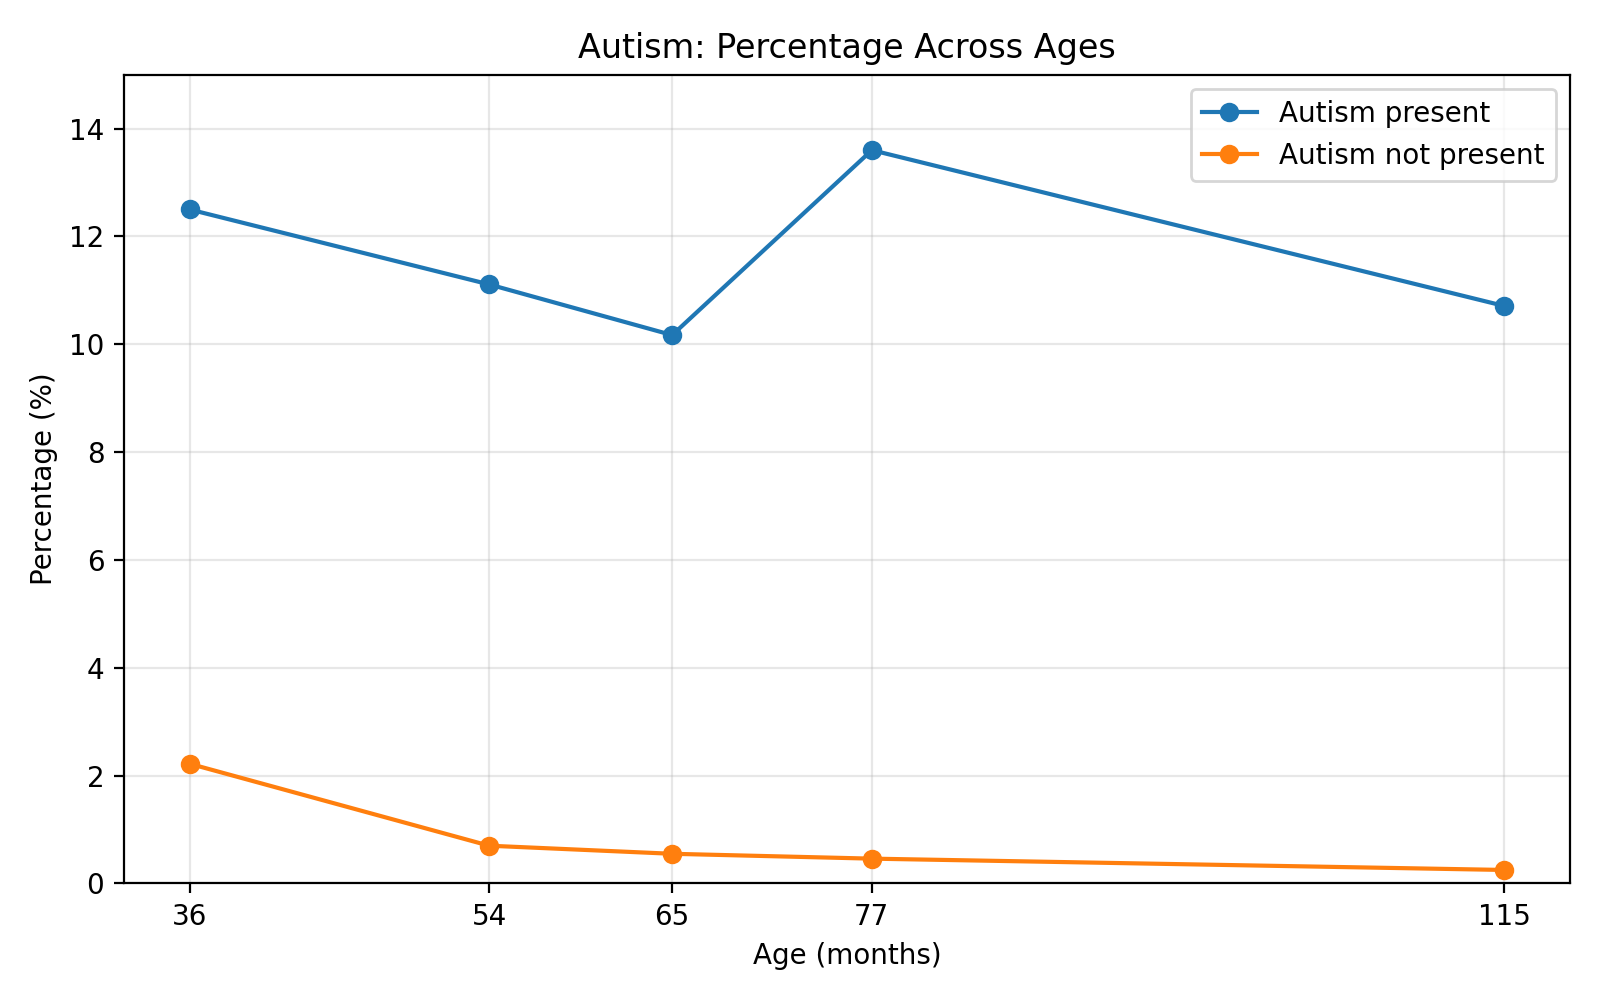 Autism: Percentage Across Ages
Autism present
Autism not present
14
12
10
8
6
4
2
0
Percentage (%)
36 54 65 77 115
Age (months)